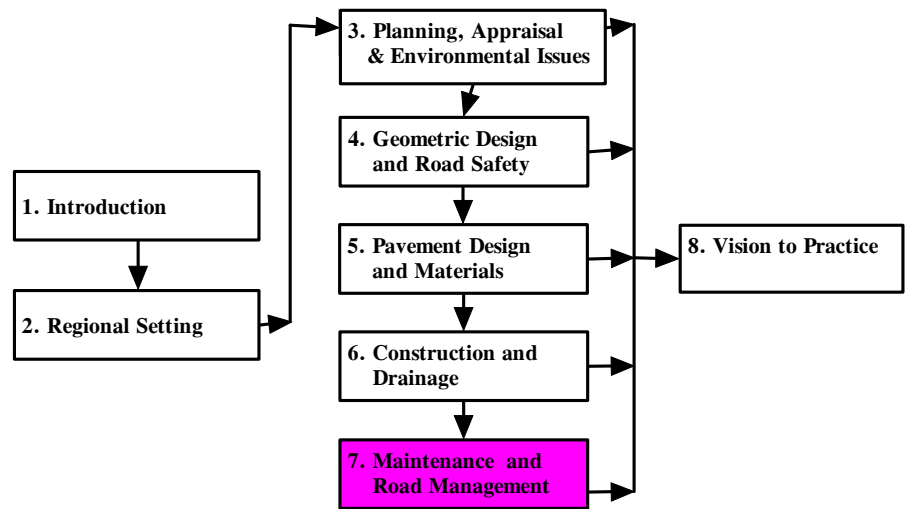 1. Introduction
2. Regional Setting
3. Planning, Appraisal
& Environmental Issues
4. Geometric Design
and Road Safety
5. Pavement Design
and Materials
6. Construction and
Drainage
7. Maintenance and
Road Management
8. Vision to Practice